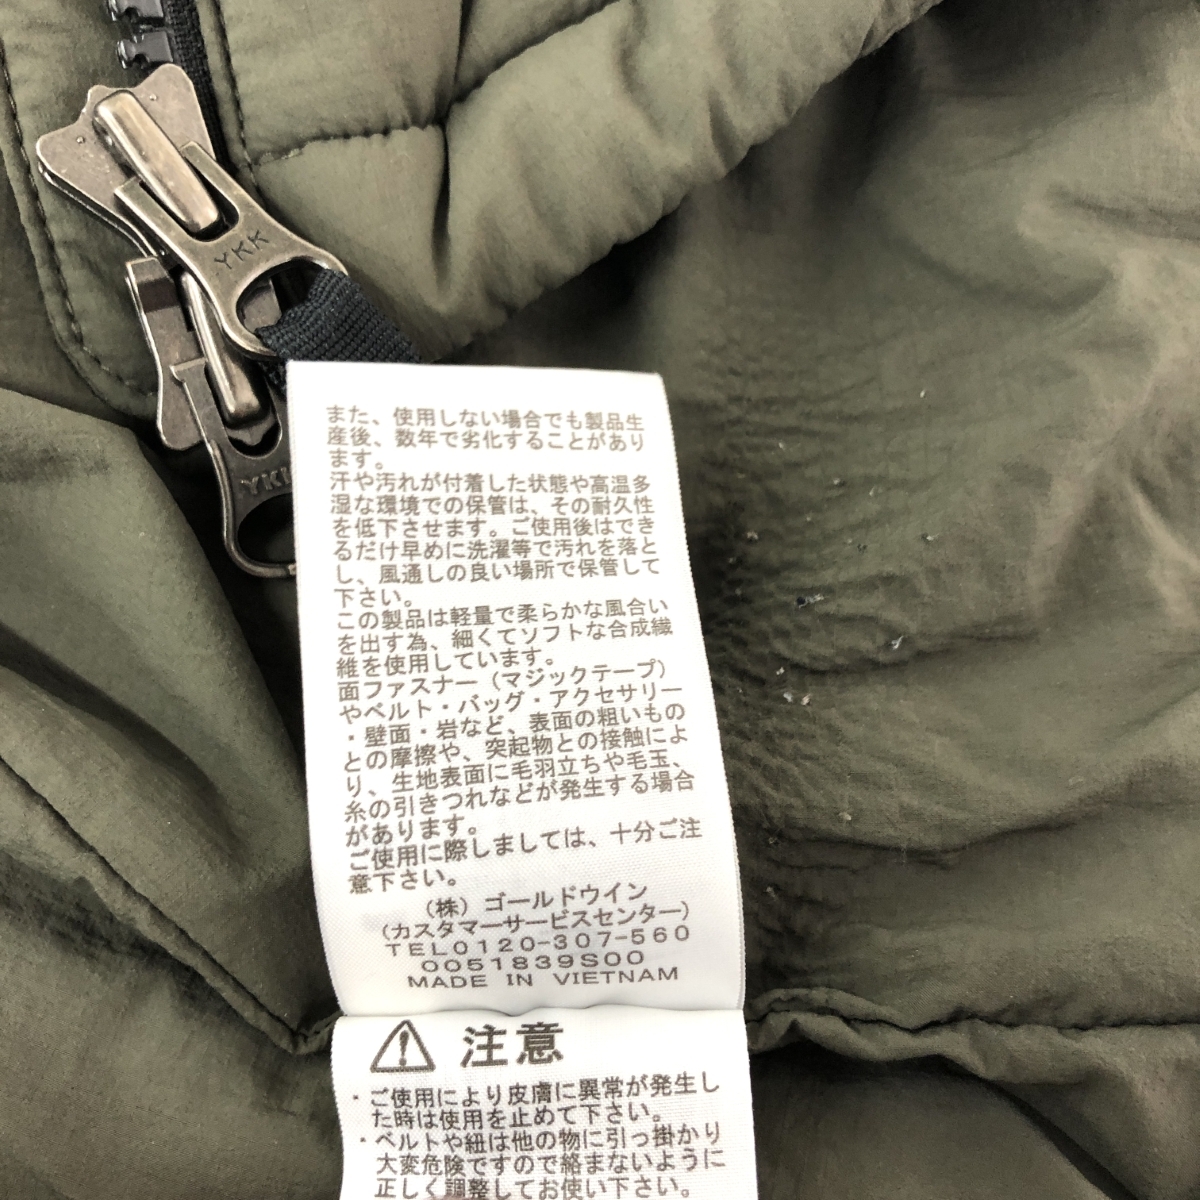 YKK
YKK
また、使用しない場合でも製品生
産後、数年で劣化することがあり
ます。
汗や汚れが付着した状態や高温多
湿な環境での保管は、その耐久性
を低下させます。ご使用後はでき
るだけ早めに洗濯等で汚れを落と
し、風通しの良い場所で保管して
下さい。
この製品は軽量で柔らかな風合い
を出す為、細くてソフトな合成繊
維を使用しています。
面ファスナー（マジックテープ）
やベルト・バッグ・アクセサリー
・壁面・岩など、表面の粗いもの
との摩擦や、突起物との接触によ
り、生地表面に毛羽立ちや毛玉、
糸の引きつれなどが発生する場合
があります。
ご使用に際しましては、十分ご注
意下さい。
（株）ゴールドウイン
（カスタマーサービスセンター）
TEL0120-307-560
0051839S00
MADE IN VIETNAM
注意
・ご使用により皮膚に異常が発生し
た時は使用を止めて下さい。
・ベルトや紐は他の物に引っ掛かり
大変危険ですので絡まないように
正しく調整してお使い下さい。